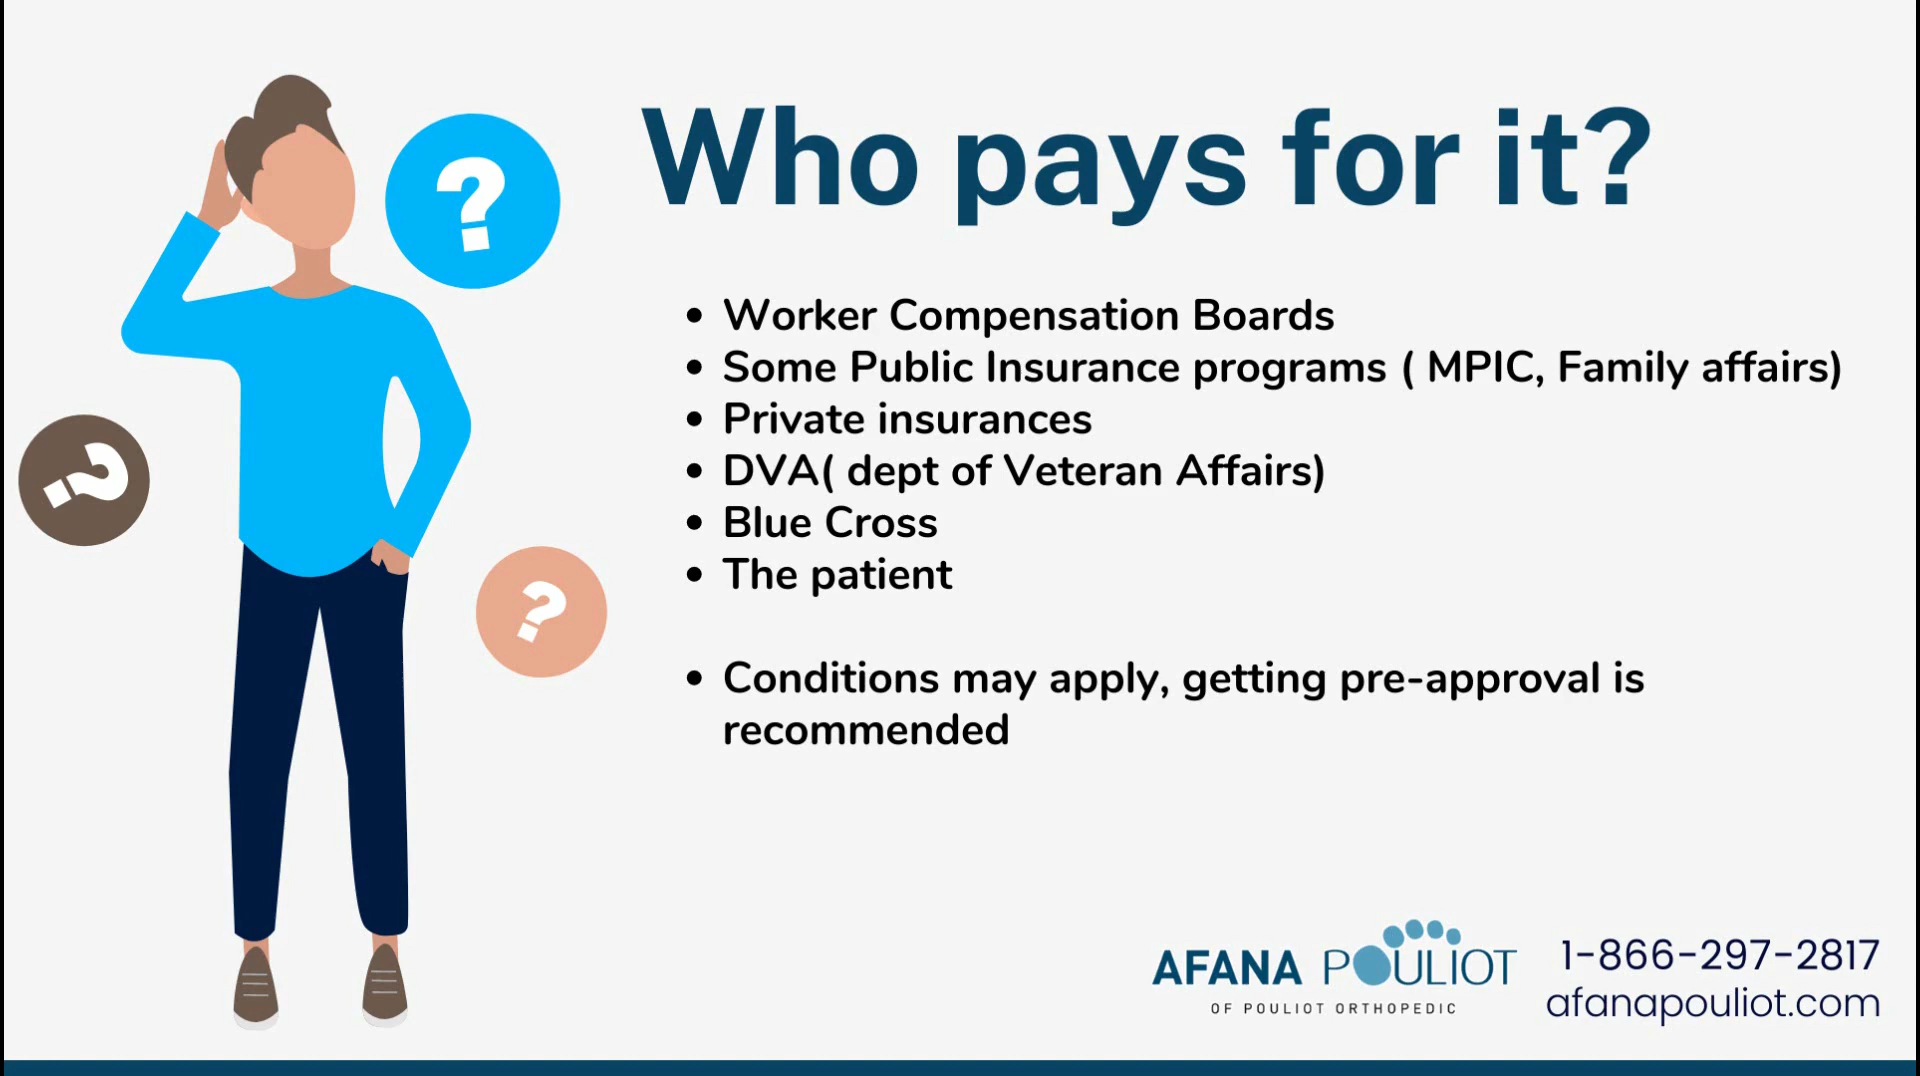 Who pays for it?
• Worker Compensation Boards
• Some Public Insurance programs ( MPIC, Family affairs)
• Private insurances
• DVA( dept of Veteran Affairs)
• Blue Cross
• The patient
• Conditions may apply, getting pre-approval is
recommended
?
?
?
AFANA POULIOT
OF POULIOT ORTHOPEDIC
1-866-297-2817
afanapouliot.com